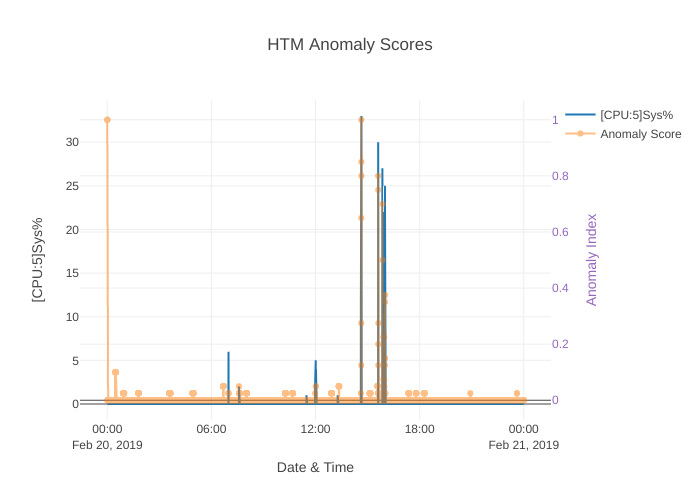 HTM Anomaly Scores
[CPU:5]Sys%
Anomaly Score
[CPU:5]Sys%
30
25
20
15
10
5
0
1
0.8
0.6
0.4
0.2
0
Anomaly Index
00:00 06:00 12:00 18:00 00:00
Feb 20, 2019 Feb 21, 2019
Date & Time